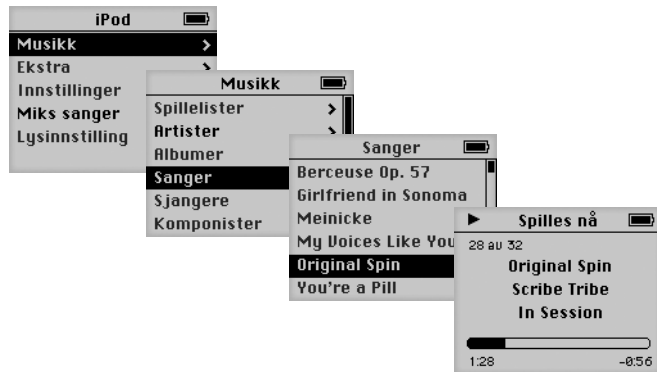 iPod
Musikk
Ekstra
Innstillinger
Miks sanger
Lysinnstilling
Musikk
Spillelister
Artister
Albumer
Sanger
Sjangere
Komponister
Sanger
Berceuse Op. 57
Girlfriend in Sonoma
Meinicke
My Voices Like You
Original Spin
You're a Pill
Spilles nå
28 av 32
Original Spin
Scribe Tribe
In Session
1:28 -0:56